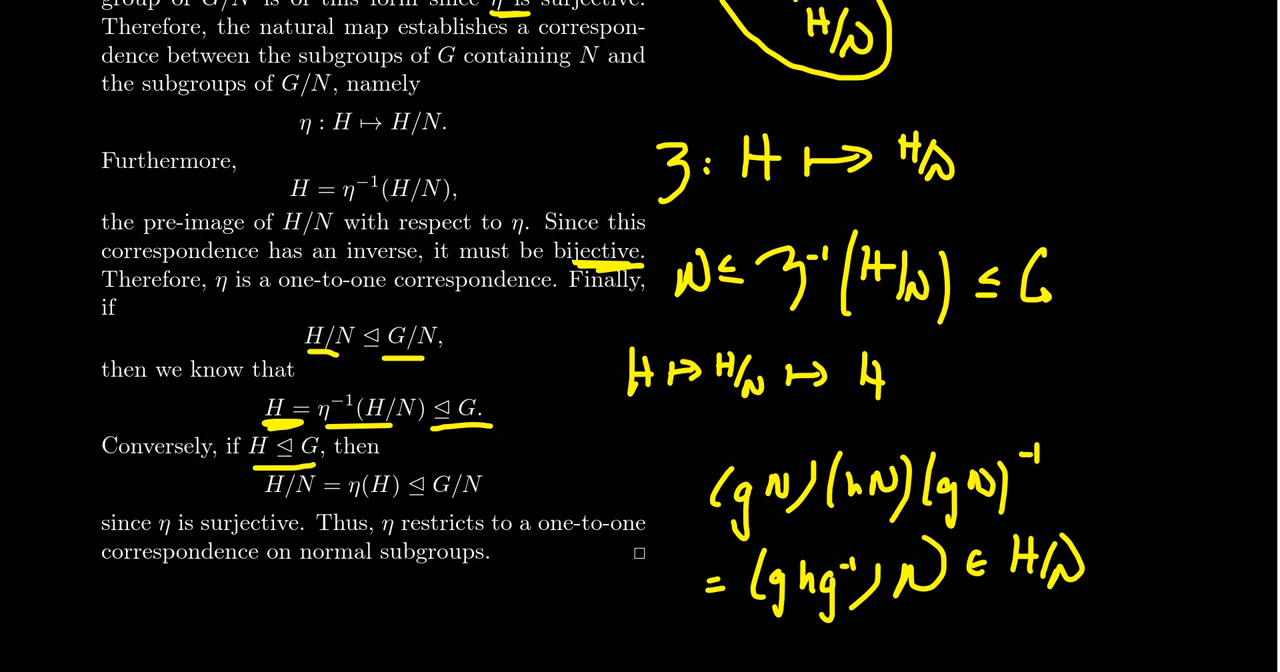 group of G/N is of this form since η is surjective.
Therefore, the natural map establishes a correspon-
dence between the subgroups of G containing N and
the subgroups of G/N, namely
η : H ↦ H/N.
Furthermore,
H = η⁻¹(H/N),
the pre-image of H/N with respect to η. Since this
correspondence has an inverse, it must be bijective.
Therefore, η is a one-to-one correspondence. Finally,
if
H/N ⊴ G/N,
then we know that
H = η⁻¹(H/N) ⊴ G.
Conversely, if H ⊴ G, then
H/N = η(H) ⊴ G/N
since η is surjective. Thus, η restricts to a one-to-one
correspondence on normal subgroups. □
H/N
η : H ↦ H/N
N ≤ η⁻¹(H/N) ≤ G
H ↦ H/N ↦ H
(gN)(hN)(gN)⁻¹
= (ghg⁻¹)N ∈ H/N